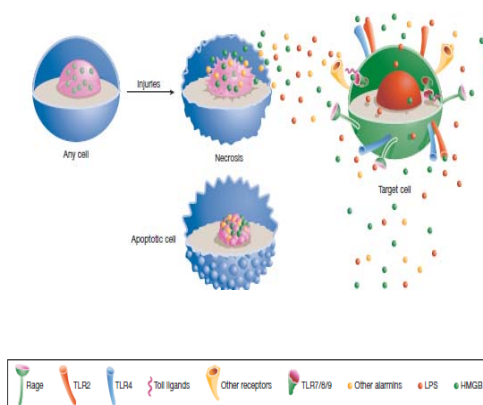 Any cell
Injuries
Necrosis
Target cell
Apoptotic cell
Rage TLR2 TLR4 Toll ligands Other receptors TLR7/8/9 Other alarmins LPS HMGB